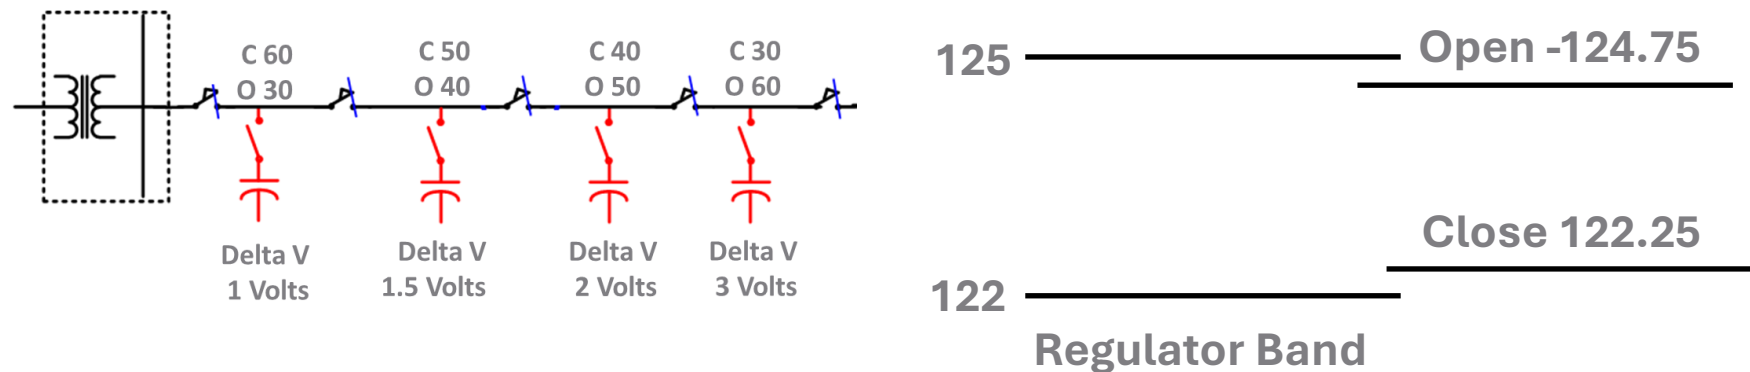 C 60
O 30
C 50
O 40
C 40
O 50
C 30
O 60
Delta V
1 Volts
Delta V
1.5 Volts
Delta V
2 Volts
Delta V
3 Volts
125
Open -124.75
Close 122.25
122
Regulator Band